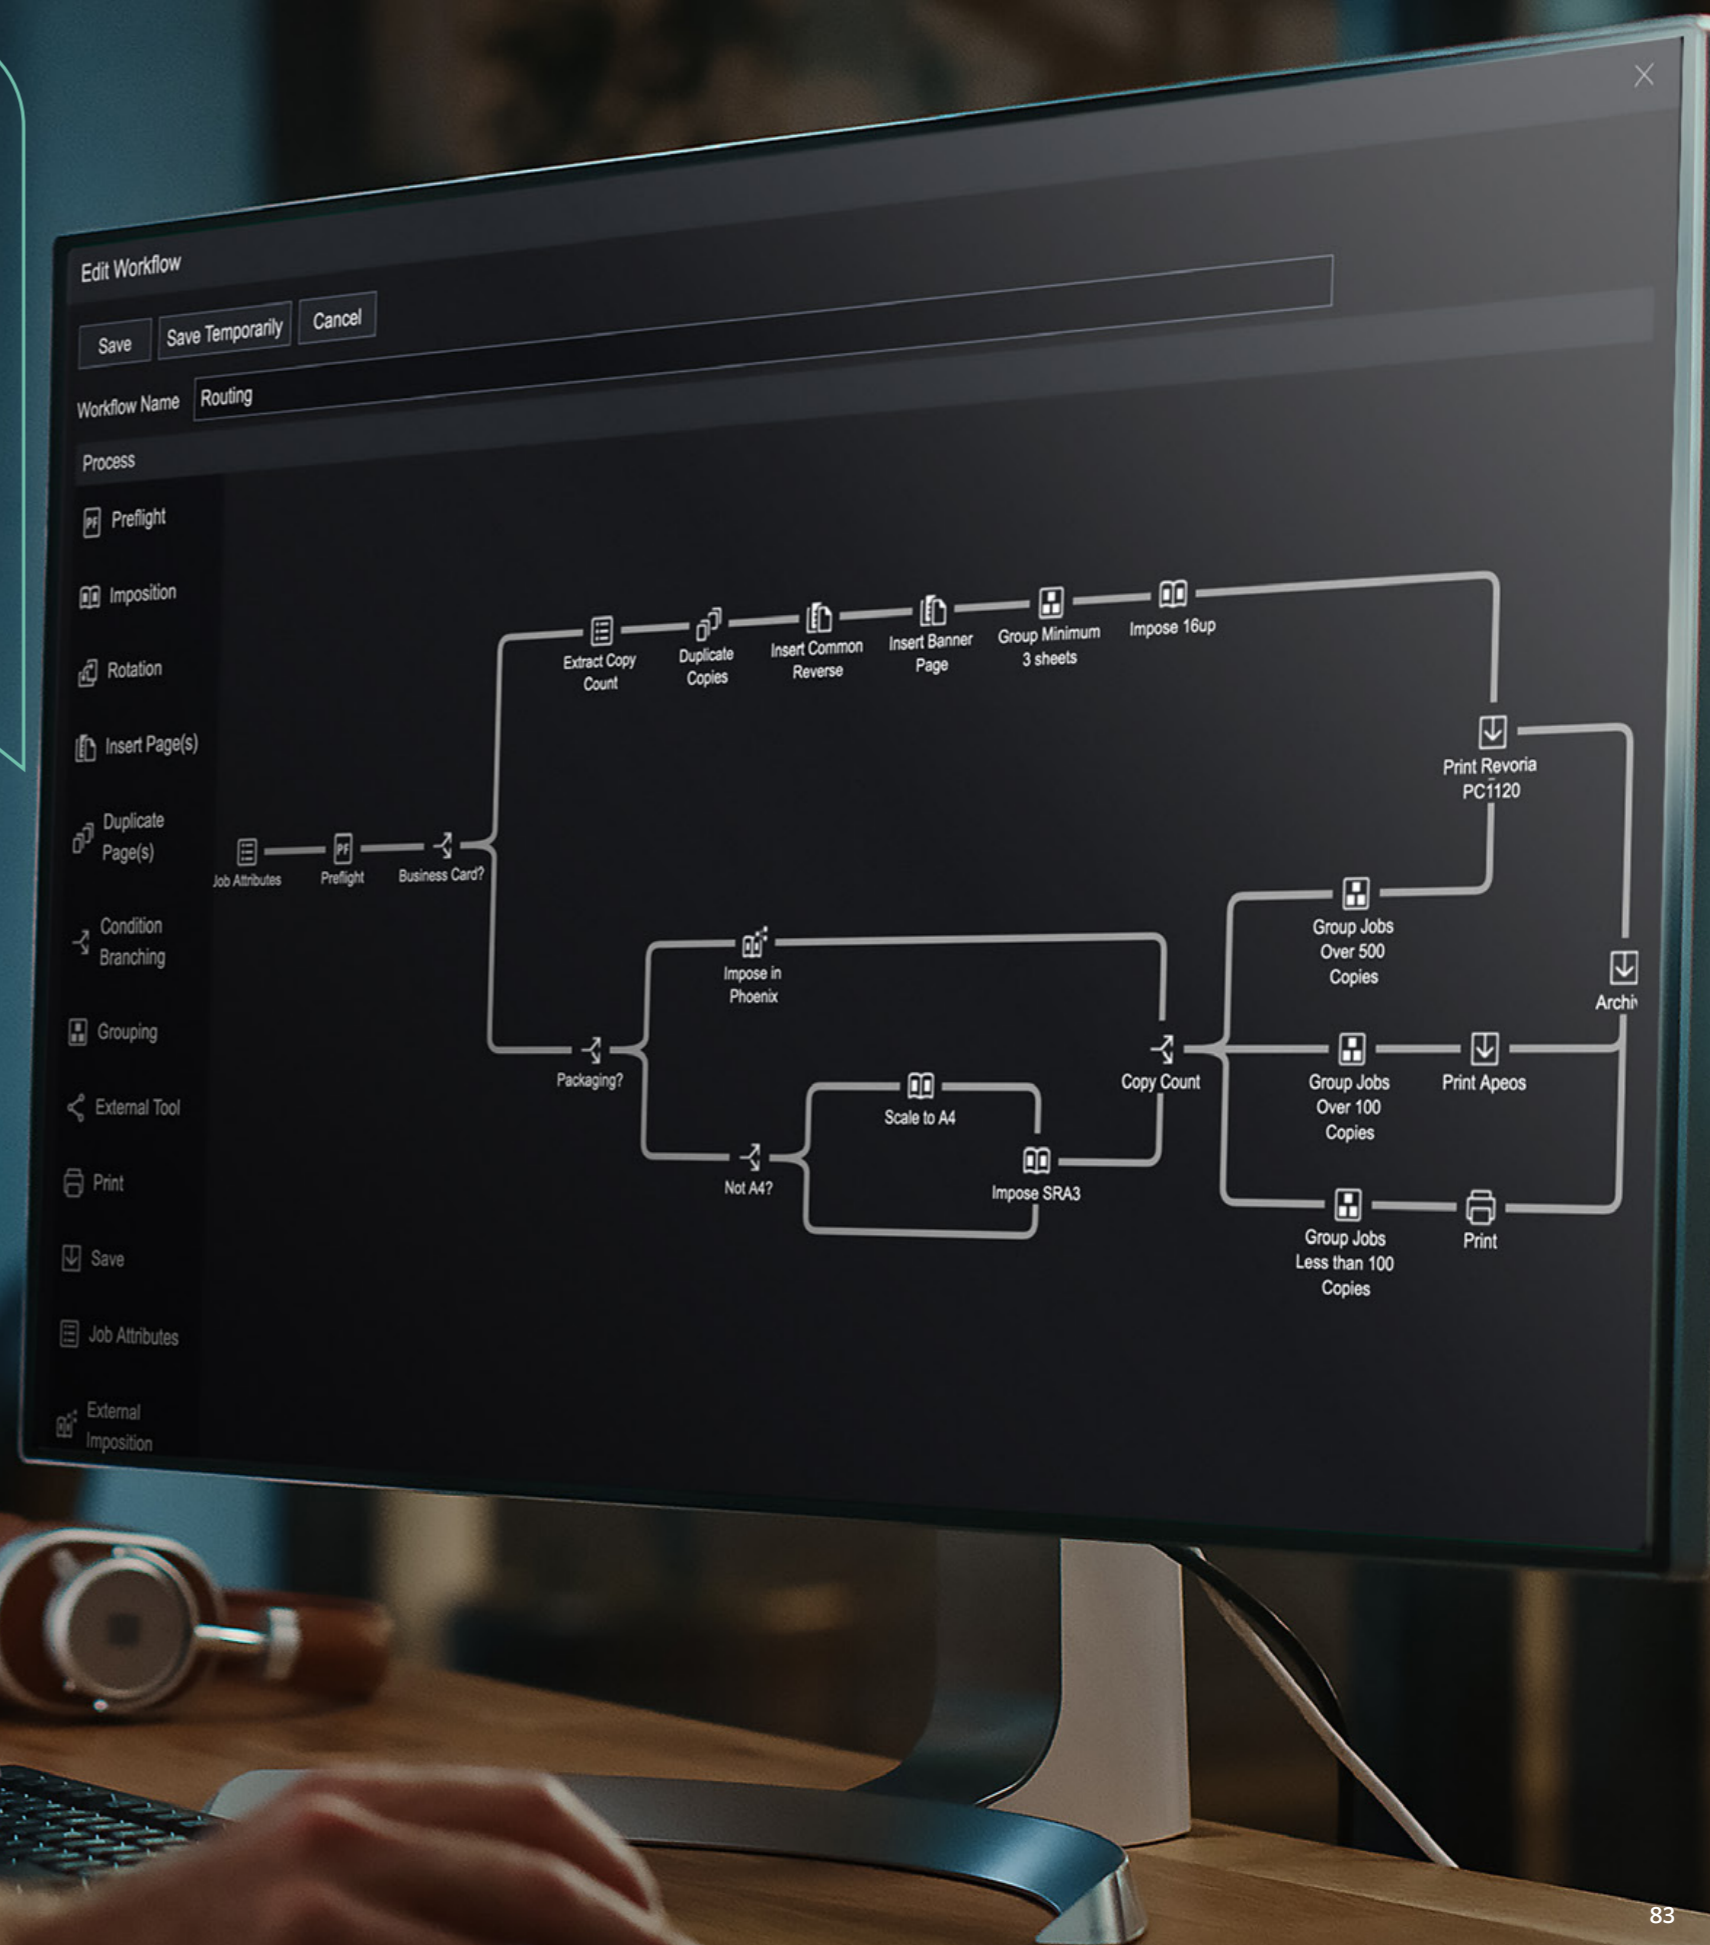 Edit Workflow
Save
Save Temporarily
Cancel
Workflow Name
Routing
Process
Preflight
Imposition
Rotation
Insert Page(s)
Duplicate
Page(s)
Condition
Branching
Grouping
External Tool
Print
Save
Job Attributes
External
Imposition
Job Attributes
PF
Preflight
Business Card?
Extract Copy
Count
Duplicate
Copies
Insert Common
Reverse
Insert Banner
Page
Group Minimum
3 sheets
Impose 16up
Print Revoria
PC1120
Packaging?
Impose in
Phoenix
Not A4?
Scale to A4
Impose SRA3
Copy Count
Group Jobs
Over 500
Copies
Group Jobs
Over 100
Copies
Print Apeos
Group Jobs
Less than 100
Copies
Print
Archiv
83